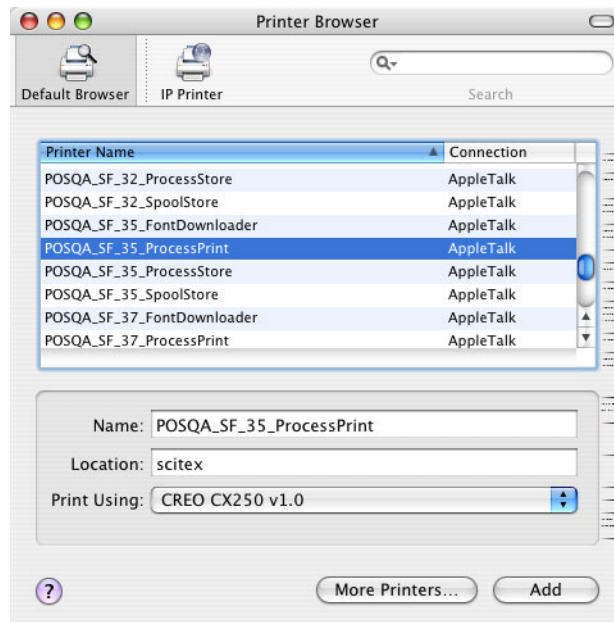 Printer Browser
Default Browser IP Printer Search
Printer Name Connection
POSQA_SF_32_ProcessStore AppleTalk
POSQA_SF_32_SpoolStore AppleTalk
POSQA_SF_35_FontDownloader AppleTalk
POSQA_SF_35_ProcessPrint AppleTalk
POSQA_SF_35_ProcessStore AppleTalk
POSQA_SF_35_SpoolStore AppleTalk
POSQA_SF_37_FontDownloader AppleTalk
POSQA_SF_37_ProcessPrint AppleTalk
Name: POSQA_SF_35_ProcessPrint
Location: scitex
Print Using: CREO CX250 v1.0
? More Printers... Add